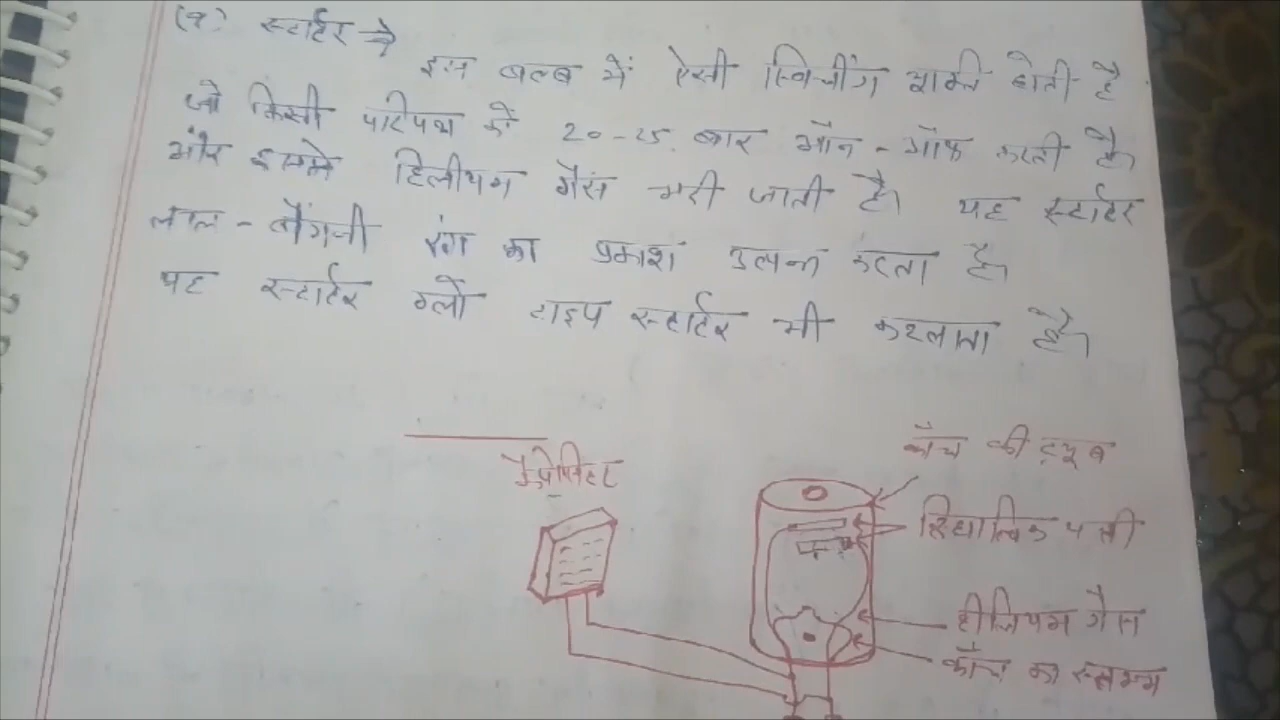 (१) स्टार्टर →
इस बल्ब में ऐसी स्विचींग शक्ति होती है
जो किसी परिपथ को 20-25 बार ऑन - ऑफ करती है।
और इसमे हिलीयम गैस भरी जाती है। यह स्टार्टर
लाल - बैंगनी रंग का प्रकाश उत्पन्न करता है।
यह स्टार्टर ग्लो टाइप स्टार्टर भी कहलाता है।
कैपेसिटर
काँच की ट्यूब
द्विधात्विक पत्ती
हीलियम गैस
काँच का स्तम्भ